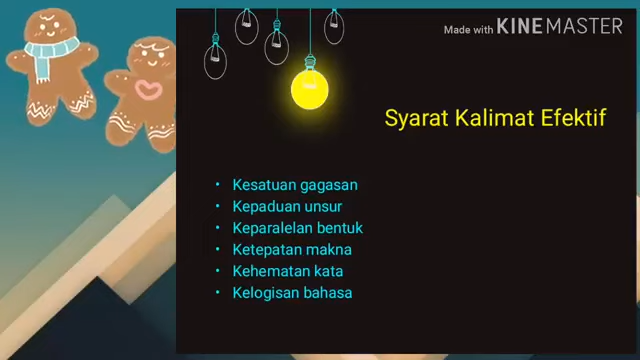 Made with KINEMASTER
Syarat Kalimat Efektif
• Kesatuan gagasan
• Kepaduan unsur
• Keparalelan bentuk
• Ketepatan makna
• Kehematan kata
• Kelogisan bahasa